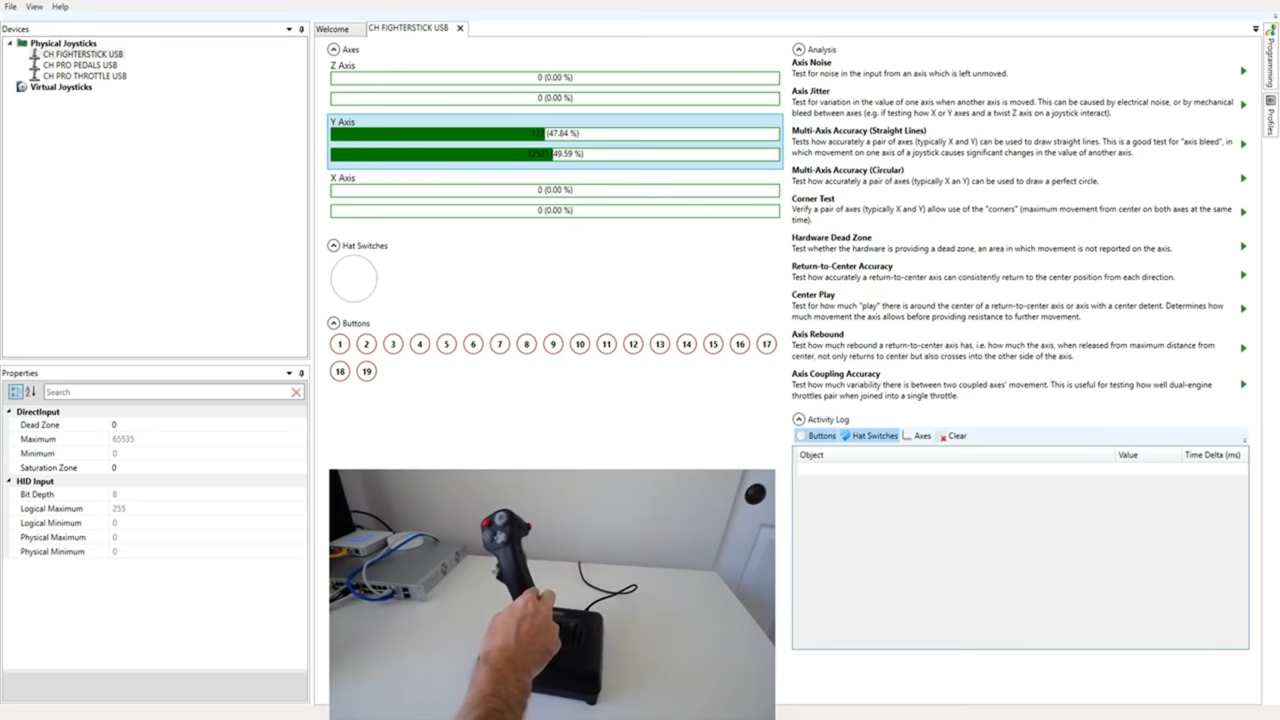 File View Help
Devices
Physical Joysticks
CH FIGHTERSTICK USB
CH PRO PEDALS USB
CH PRO THROTTLE USB
Virtual Joysticks
Properties
Search
DirectInput
Dead Zone 0
Maximum 65535
Minimum 0
Saturation Zone 0
HID Input
Bit Depth 8
Logical Maximum 255
Logical Minimum 0
Physical Maximum 0
Physical Minimum 0
Welcome CH FIGHTERSTICK USB
Axes
Z Axis
0 (0.00 %)
0 (0.00 %)
Y Axis
(47.84 %)
(49.59 %)
X Axis
0 (0.00 %)
0 (0.00 %)
Hat Switches
Buttons
1 2 3 4 5 6 7 8 9 10 11 12 13 14 15 16 17
18 19
Analysis
Axis Noise
Test for noise in the input from an axis which is left unmoved.
Axis Jitter
Test for variation in the value of one axis when another axis is moved. This can be caused by electrical noise, or by mechanical
bleed between axes (e.g. if testing how X or Y axes and a twist Z axis on a joystick interact).
Multi-Axis Accuracy (Straight Lines)
Tests how accurately a pair of axes (typically X and Y) can be used to draw straight lines. This is a good test for "axis bleed", in
which movement on one axis of a joystick causes significant changes in the value of another axis.
Multi-Axis Accuracy (Circular)
Test how accurately a pair of axes (typically X an Y) can be used to draw a perfect circle.
Corner Test
Verify a pair of axes (typically X and Y) allow use of the "corners" (maximum movement from center on both axes at the same
time).
Hardware Dead Zone
Test whether the hardware is providing a dead zone, an area in which movement is not reported on the axis.
Return-to-Center Accuracy
Test how accurately a return-to-center axis can consistently return to the center position from each direction.
Center Play
Test for how much "play" there is around the center of a return-to-center axis or axis with a center detent. Determines how
much movement the axis allows before providing resistance to further movement.
Axis Rebound
Test how much rebound a return-to-center axis has, i.e. how much the axis, when released from maximum distance from
center, not only returns to center but also crosses into the other side of the axis.
Axis Coupling Accuracy
Test how much variability there is between two coupled axes' movement. This is useful for testing how well dual-engine
throttles pair when joined into a single throttle.
Activity Log
Buttons Hat Switches Axes Clear
Object Value Time Delta (ms)
Programming
Profiles